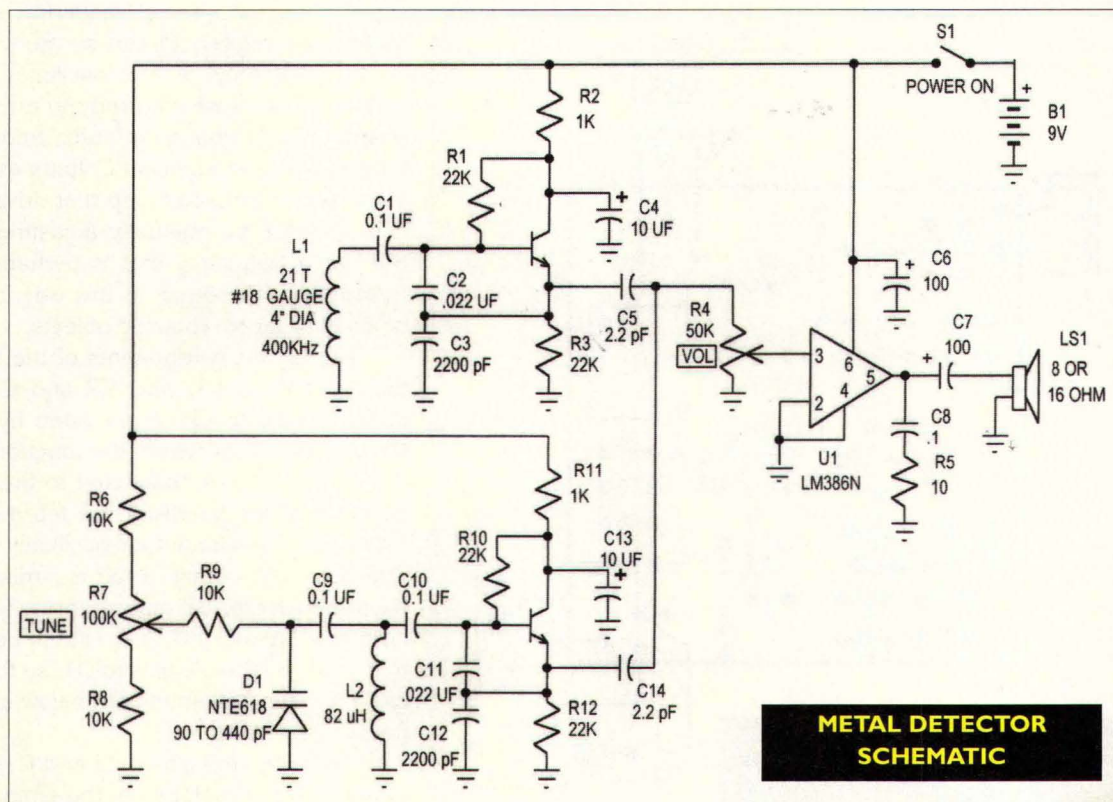 S1
POWER ON
B1
9V
R2
1K
R1
22K
C1
0.1 UF
C4
10 UF
L1
21 T
#18 GAUGE
4" DIA
400KHz
C2
.022 UF
C3
2200 pF
C5
2.2 pF
R3
22K
R4
50K
VOL
C6
100
3
6
5
2
4
U1
LM386N
C7
100
LS1
8 OR
16 OHM
C8
.1
R5
10
R6
10K
R7
100K
TUNE
R8
10K
R9
10K
D1
NTE618
90 TO 440 pF
C9
0.1 UF
L2
82 uH
C10
0.1 UF
C11
.022 UF
C12
2200 pF
R10
22K
R11
1K
C13
10 UF
R12
22K
C14
2.2 pF
METAL DETECTOR
SCHEMATIC